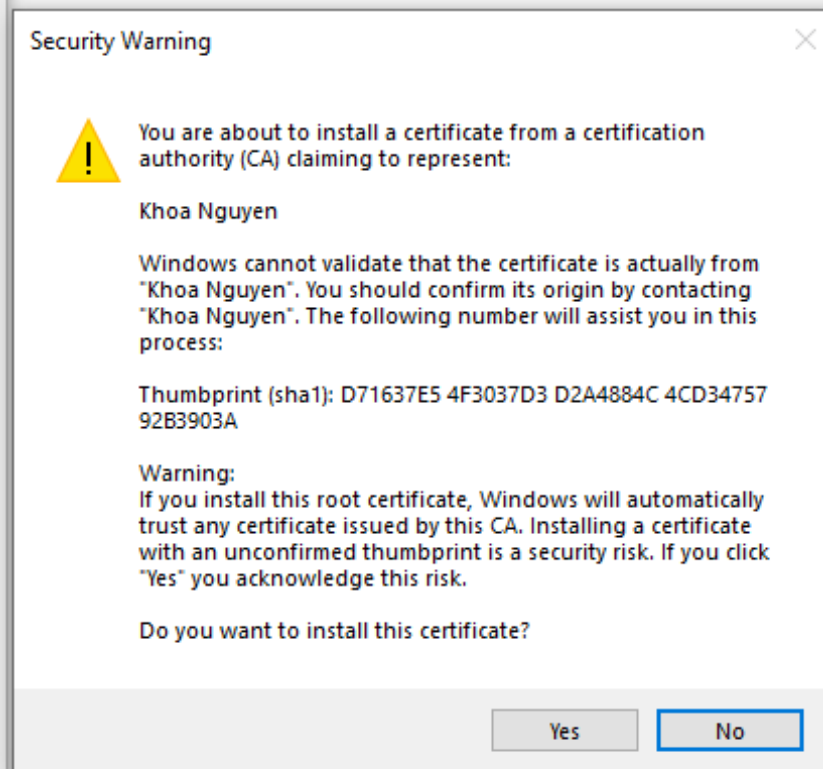 Security Warning
You are about to install a certificate from a certification
authority (CA) claiming to represent:
Khoa Nguyen
Windows cannot validate that the certificate is actually from
"Khoa Nguyen". You should confirm its origin by contacting
"Khoa Nguyen". The following number will assist you in this
process:
Thumbprint (sha1): D71637E5 4F3037D3 D2A4884C 4CD34757
92B3903A
Warning:
If you install this root certificate, Windows will automatically
trust any certificate issued by this CA. Installing a certificate
with an unconfirmed thumbprint is a security risk. If you click
"Yes" you acknowledge this risk.
Do you want to install this certificate?
Yes No